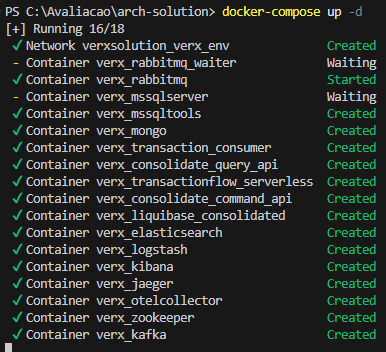 PS C:\Avaliacao\arch-solution> docker-compose up -d
[+] Running 16/18
✓ Network verxsolution_verx_env Created
- Container verx_rabbitmq_waiter Waiting
✓ Container verx_rabbitmq Started
- Container verx_mssqlserver Waiting
✓ Container verx_mssqltools Created
✓ Container verx_mongo Created
✓ Container verx_transaction_consumer Created
✓ Container verx_consolidate_query_api Created
✓ Container verx_transactionflow_serverless Created
✓ Container verx_consolidate_command_api Created
✓ Container verx_liquibase_consolidated Created
✓ Container verx_elasticsearch Created
✓ Container verx_logstash Created
✓ Container verx_kibana Created
✓ Container verx_jaeger Created
✓ Container verx_otelcollector Created
✓ Container verx_zookeeper Created
✓ Container verx_kafka Created